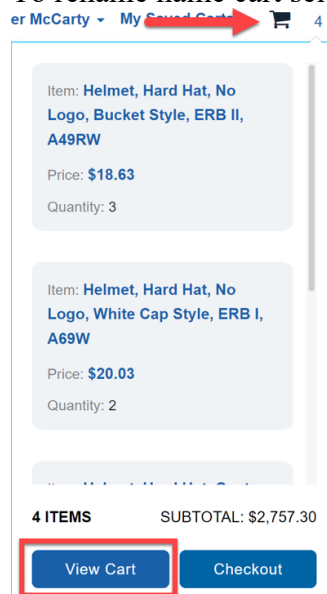 er McCarty My Saved Carts 4
Item: Helmet, Hard Hat, No
Logo, Bucket Style, ERB II,
A49RW
Price: $18.63
Quantity: 3
Item: Helmet, Hard Hat, No
Logo, White Cap Style, ERB I,
A69W
Price: $20.03
Quantity: 2
4 ITEMS SUBTOTAL: $2,757.30
View Cart Checkout